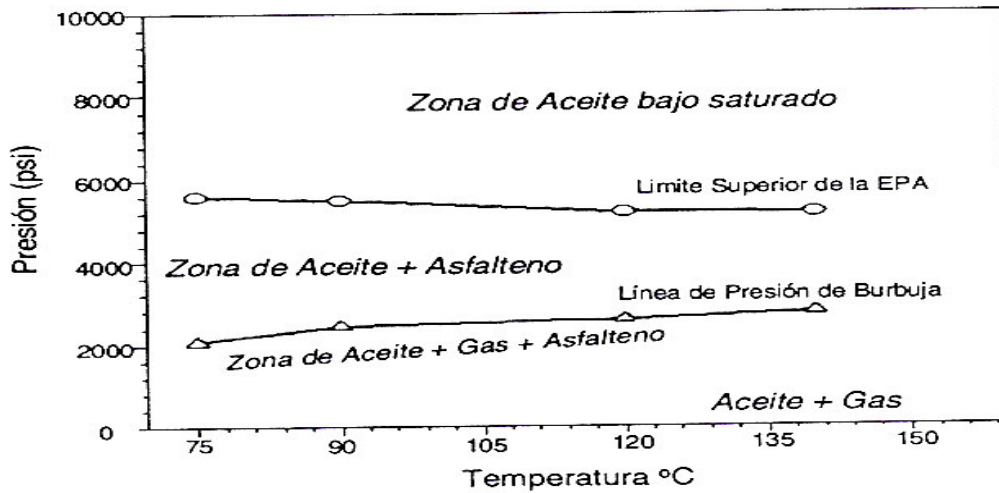 10000
8000
6000
4000
2000
0
Presión (psi)
Zona de Aceite bajo saturado
Limite Superior de la EPA
Zona de Aceite + Asfalteno
Línea de Presión de Burbuja
Zona de Aceite + Gas + Asfalteno
Aceite + Gas
75 90 105 120 135 150
Temperatura ºC